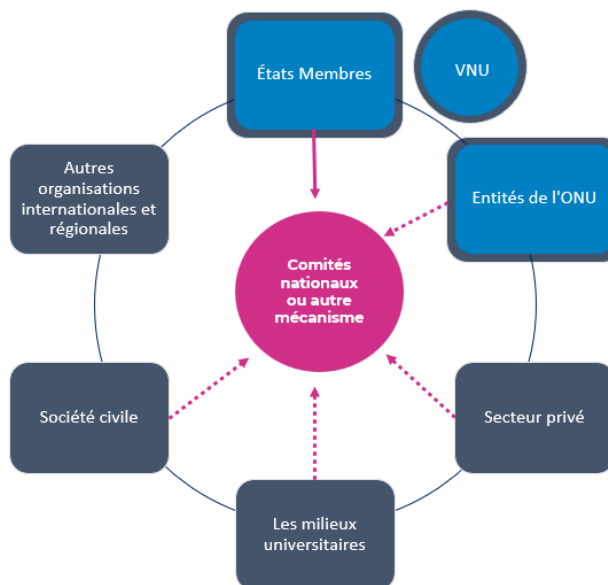 États Membres
VNU
Autres
organisations
internationales et
régionales
Entités de l'ONU
Comités
nationaux
ou autre
mécanisme
Société civile
Secteur privé
Les milieux
universitaires